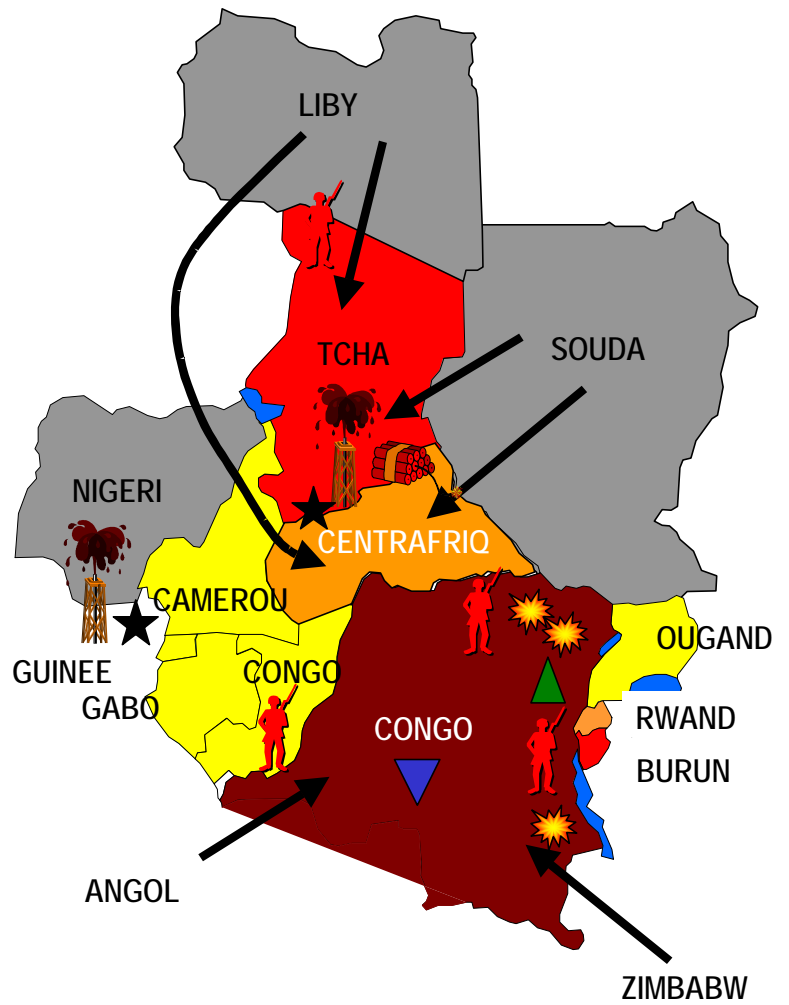 LIBY
TCHA
SOUDA
NIGERI
CENTRAFRIQ
CAMEROU
OUGAND
GUINEE
CONGO
GABO
RWAND
CONGO
BURUN
ANGOL
ZIMBABW